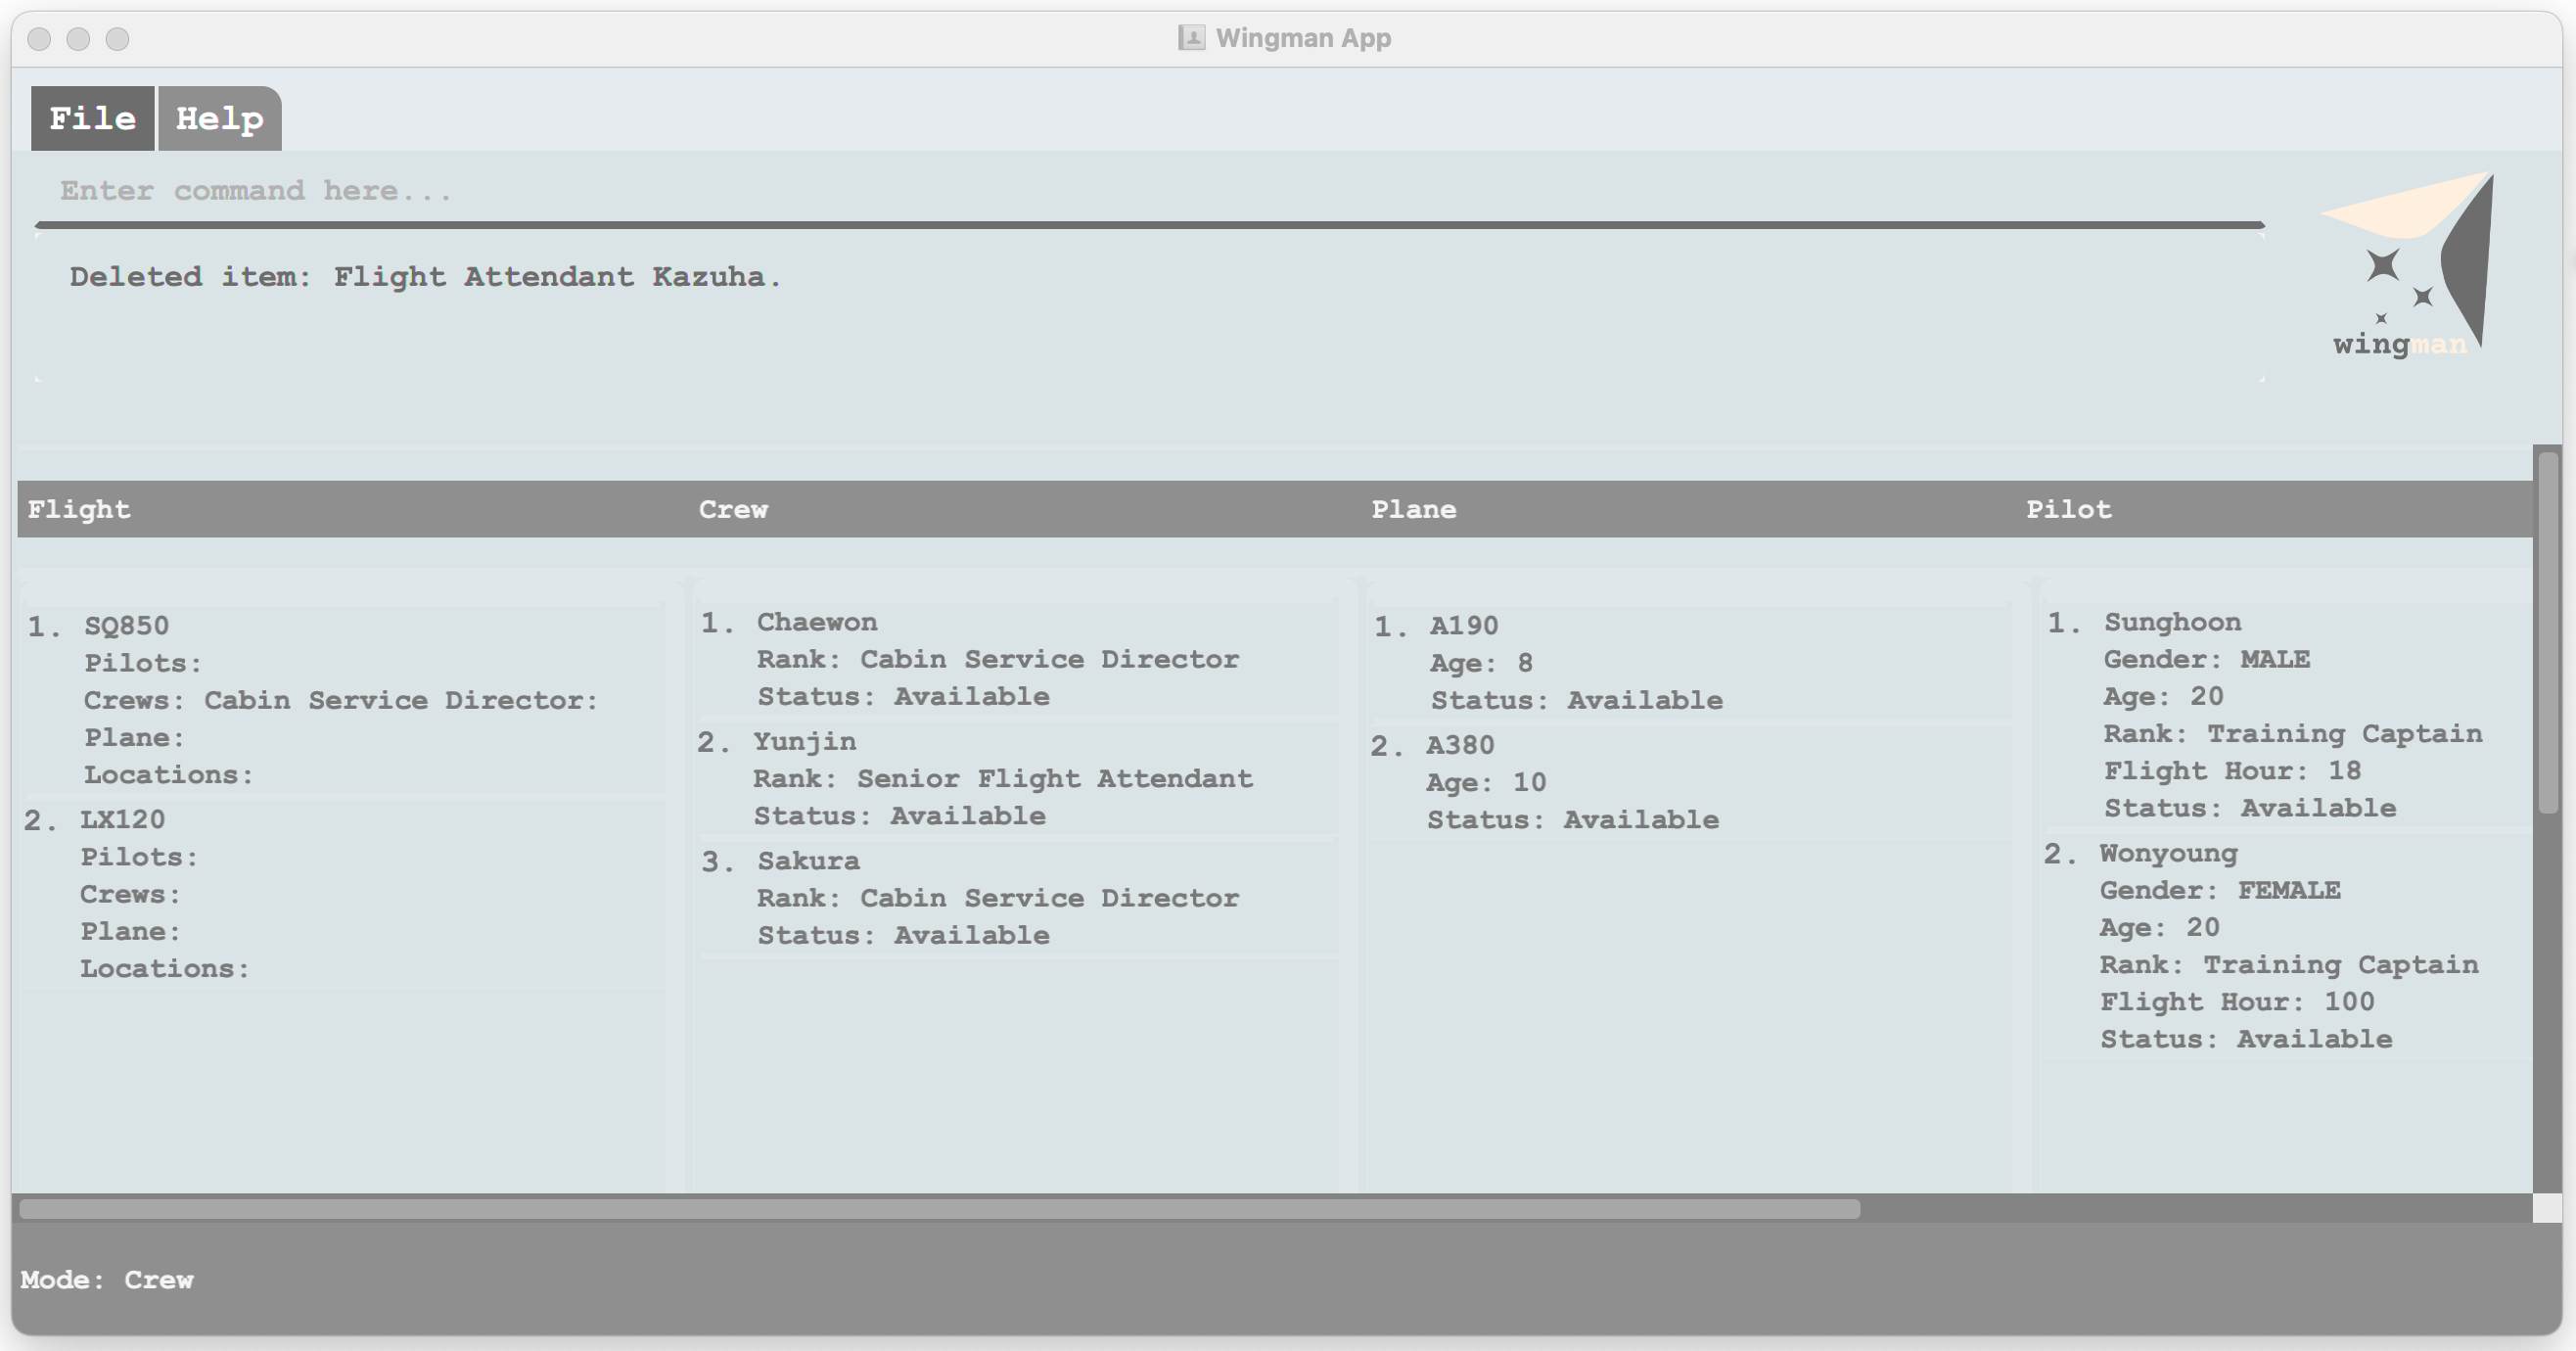 Wingman App
File Help
Enter command here...
Deleted item: Flight Attendant Kazuha.
wingman
Flight Crew Plane Pilot
1. SQ850
Pilots:
Crews: Cabin Service Director:
Plane:
Locations:
2. LX120
Pilots:
Crews:
Plane:
Locations:
1. Chaewon
Rank: Cabin Service Director
Status: Available
2. Yunjin
Rank: Senior Flight Attendant
Status: Available
3. Sakura
Rank: Cabin Service Director
Status: Available
1. A190
Age: 8
Status: Available
2. A380
Age: 10
Status: Available
1. Sunghoon
Gender: MALE
Age: 20
Rank: Training Captain
Flight Hour: 18
Status: Available
2. Wonyoung
Gender: FEMALE
Age: 20
Rank: Training Captain
Flight Hour: 100
Status: Available
Mode: Crew